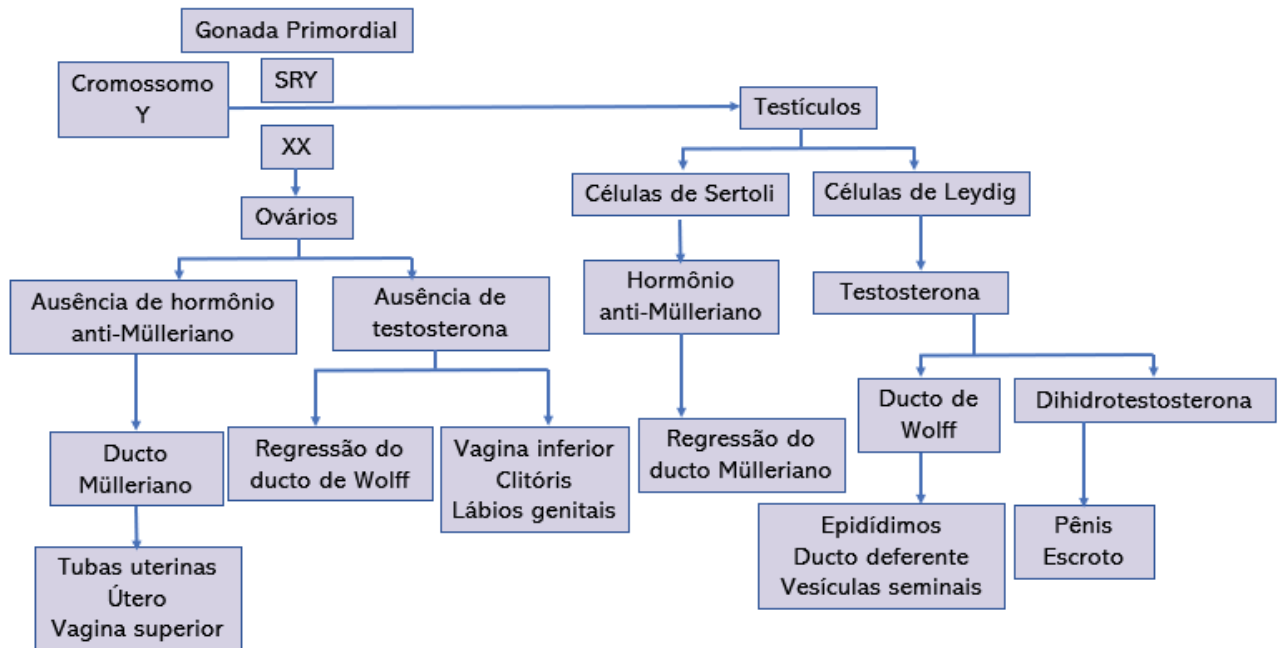 Gonada Primordial
Cromossomo
Y
SRY
Testículos
XX
Células de Sertoli
Células de Leydig
Ovários
Ausência de hormônio
anti-Mülleriano
Ausência de
testosterona
Hormônio
anti-Mülleriano
Testosterona
Ducto
Mülleriano
Regressão do
ducto de Wolff
Vagina inferior
Clitóris
Lábios genitais
Regressão do
ducto Mülleriano
Ducto de
Wolff
Dihidrotestosterona
Tubas uterinas
Útero
Vagina superior
Epidídimos
Ducto deferente
Vesículas seminais
Pênis
Escroto